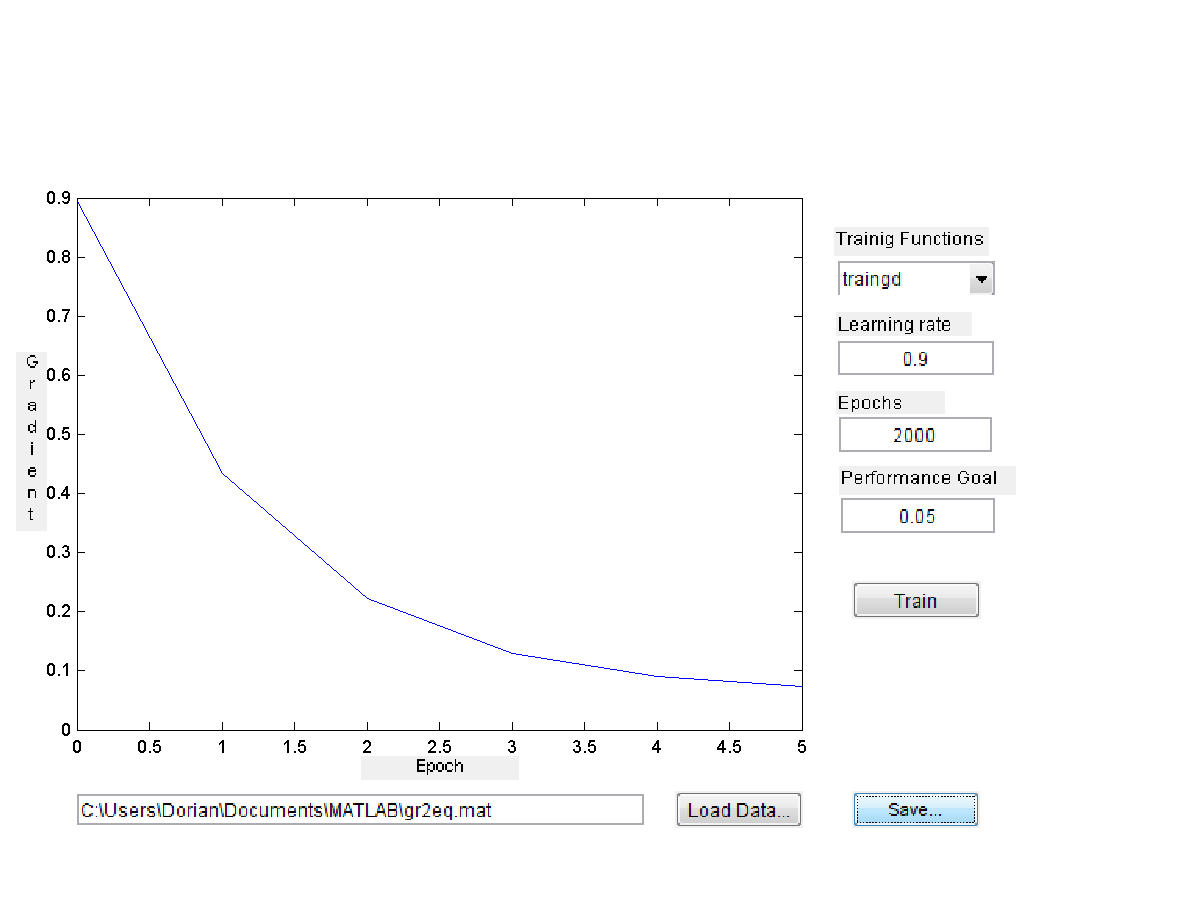 0.9
0.8
0.7
0.6
0.5
0.4
0.3
0.2
0.1
0
Gradient
0 0.5 1 1.5 2 2.5 3 3.5 4 4.5 5
Epoch
Trainig Functions
traingd
Learning rate
0.9
Epochs
2000
Performance Goal
0.05
Train
C:\Users\Dorian\Documents\MATLAB\gr2eq.mat
Load Data...
Save...